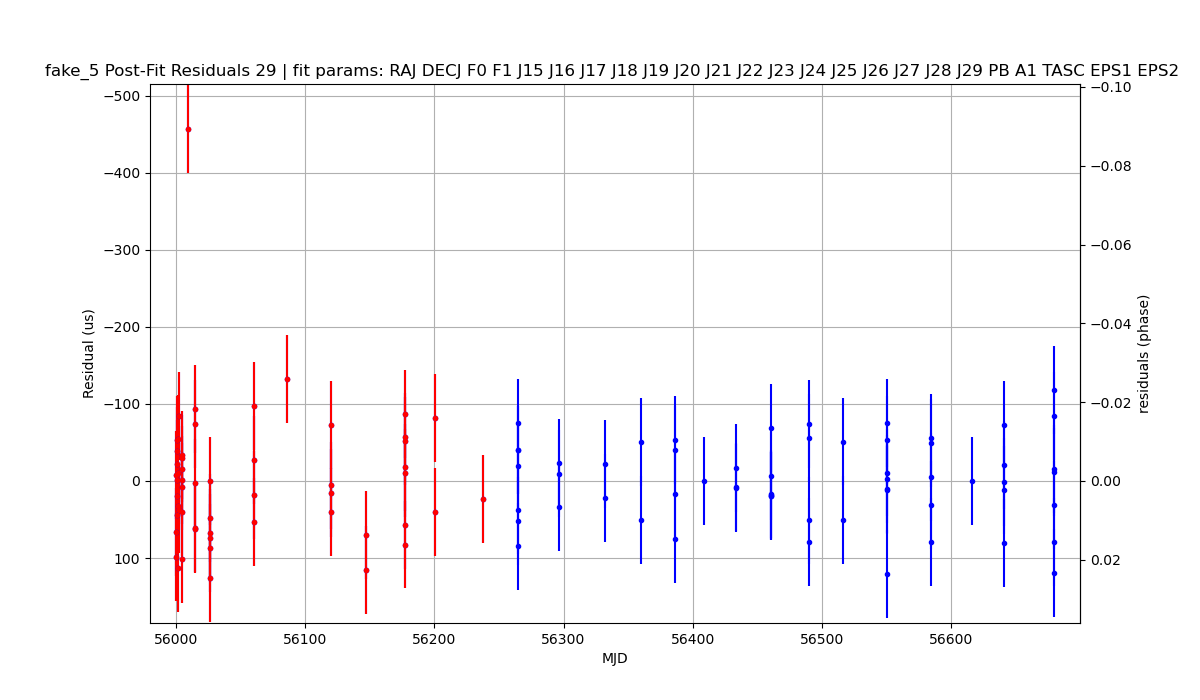 fake_5 Post-Fit Residuals 29 | fit params: RAJ DECJ F0 F1 J15 J16 J17 J18 J19 J20 J21 J22 J23 J24 J25 J26 J27 J28 J29 PB A1 TASC EPS1 EPS2
−500
−400
−300
−200
−100
0
100
Residual (us)
−0.10
−0.08
−0.06
−0.04
−0.02
0.00
0.02
residuals (phase)
56000 56100 56200 56300 56400 56500 56600
MJD